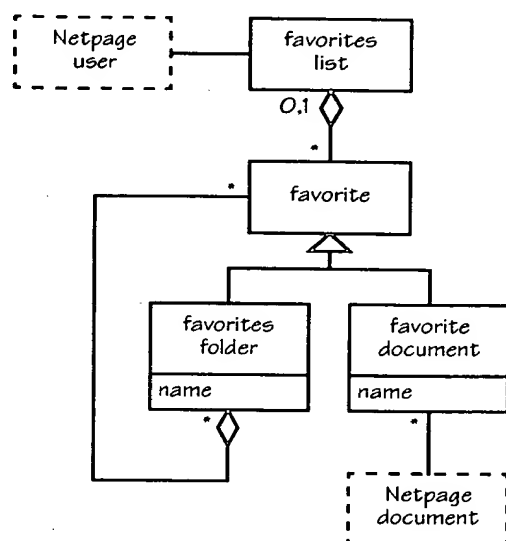 Netpage
user
favorites
list
0,1
*
*
favorite
favorites
folder
name
favorite
document
name
*
*
Netpage
document